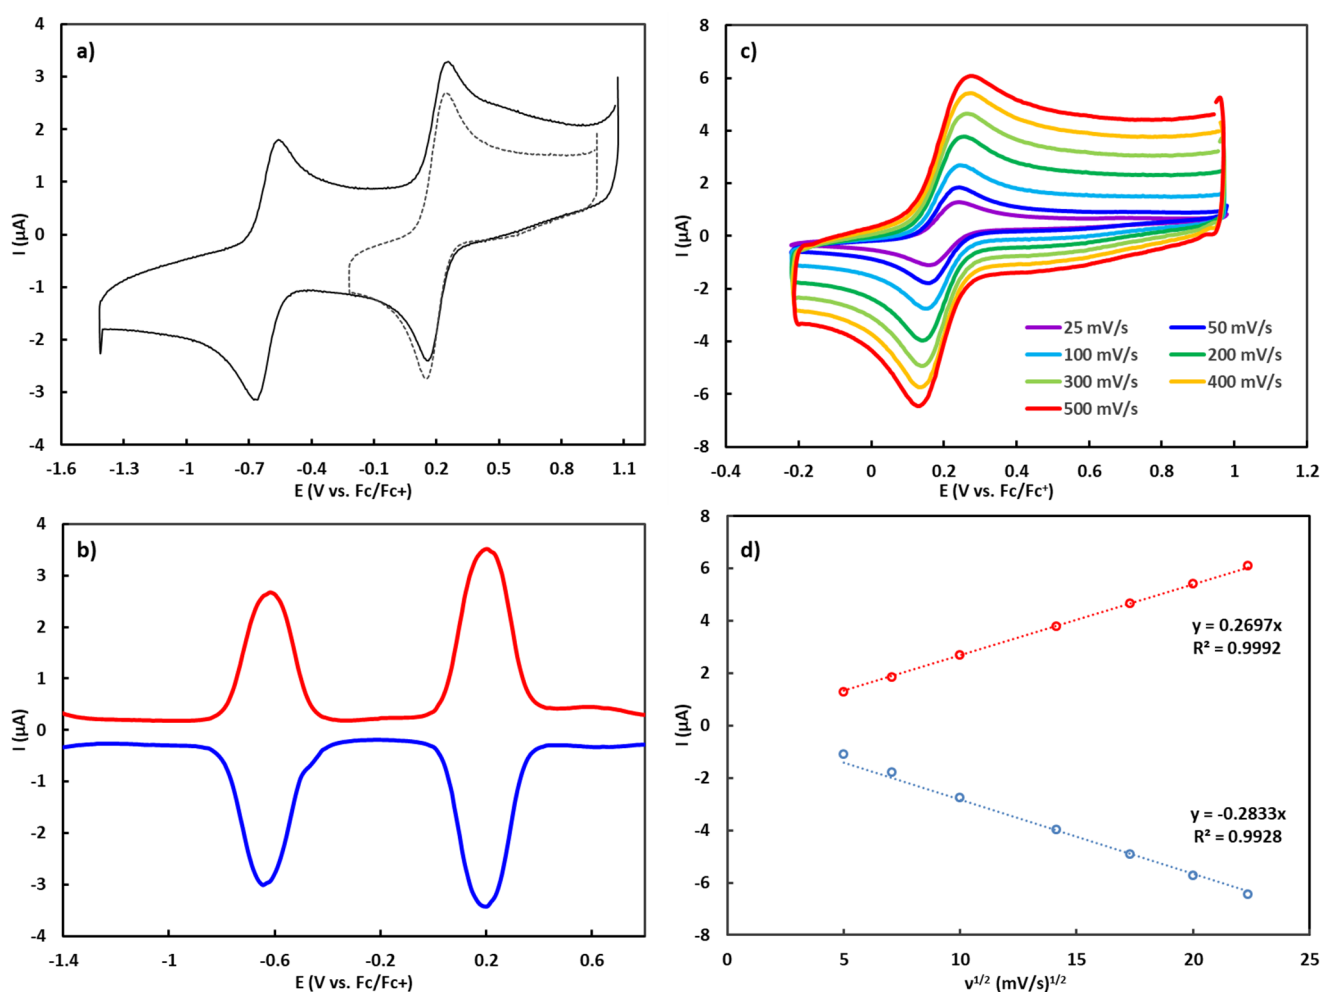 a)
4
3
2
1
0
-1
-2
-3
-4
I (µA)
-1.6 -1.3 -1 -0.7 -0.4 -0.1 0.2 0.5 0.8 1.1
E (V vs. Fc/Fc+)
c)
8
6
4
2
0
-2
-4
-6
-8
I (µA)
25 mV/s 50 mV/s
100 mV/s 200 mV/s
300 mV/s 400 mV/s
500 mV/s
-0.4 -0.2 0 0.2 0.4 0.6 0.8 1 1.2
E (V vs. Fc/Fc⁺)
b)
4
3
2
1
0
-1
-2
-3
-4
I (µA)
-1.4 -1 -0.6 -0.2 0.2 0.6
E (V vs. Fc/Fc+)
d)
8
6
4
2
0
-2
-4
-6
-8
I (µA)
y = 0.2697x
R² = 0.9992
y = -0.2833x
R² = 0.9928
0 5 10 15 20 25
v¹/² (mV/s)¹/²